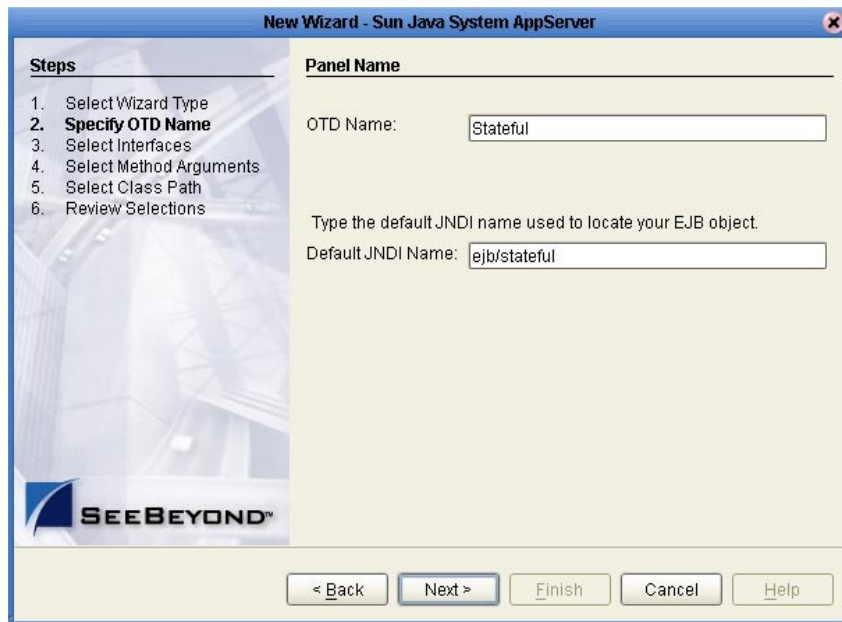 New Wizard - Sun Java System AppServer
Steps
1. Select Wizard Type
2. Specify OTD Name
3. Select Interfaces
4. Select Method Arguments
5. Select Class Path
6. Review Selections
Panel Name
OTD Name: Stateful
Type the default JNDI name used to locate your EJB object.
Default JNDI Name: ejb/stateful
SEEBEYOND™
< Back Next > Finish Cancel Help